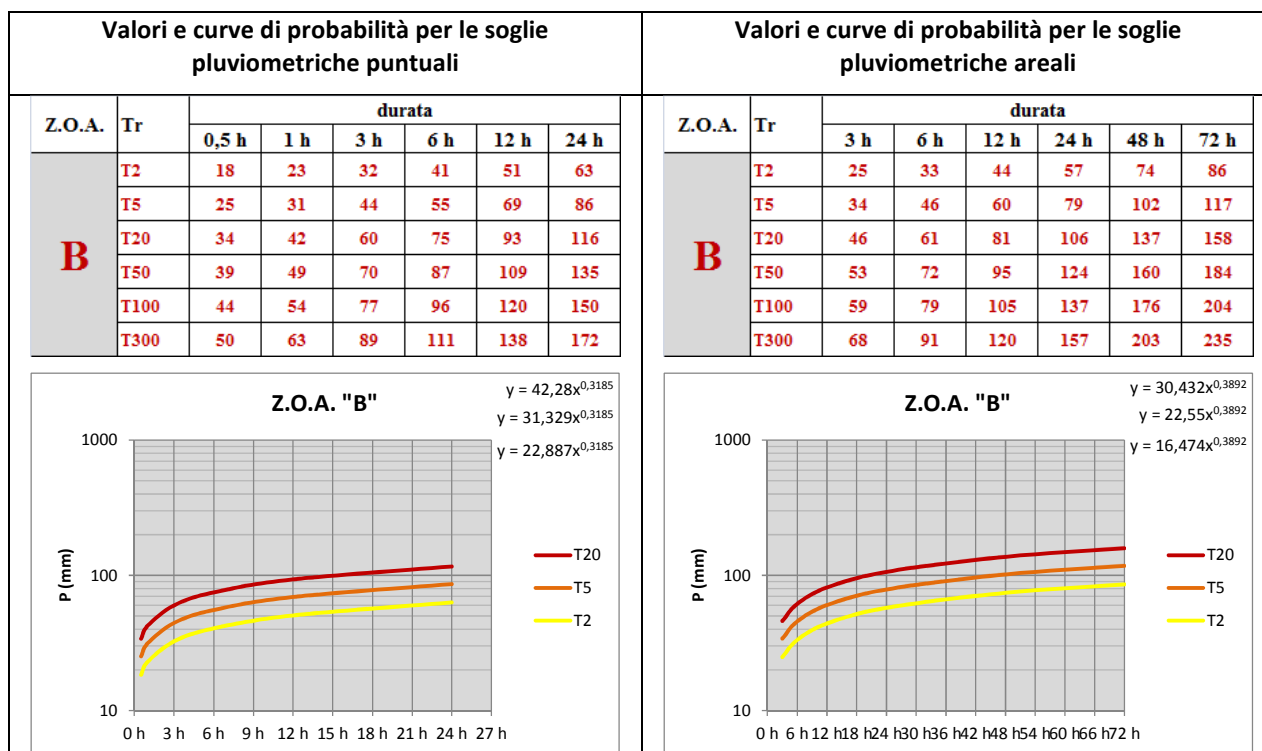 Valori e curve di probabilità per le soglie
pluviometriche puntuali
Z.O.A. Tr durata
0,5 h 1 h 3 h 6 h 12 h 24 h
B
T2 18 23 32 41 51 63
T5 25 31 44 55 69 86
T20 34 42 60 75 93 116
T50 39 49 70 87 109 135
T100 44 54 77 96 120 150
T300 50 63 89 111 138 172
Z.O.A. "B"
y = 42,28x^0,3185
y = 31,329x^0,3185
y = 22,887x^0,3185
1000
100
10
P (mm)
T20
T5
T2
0 h 3 h 6 h 9 h 12 h 15 h 18 h 21 h 24 h 27 h
Valori e curve di probabilità per le soglie
pluviometriche areali
Z.O.A. Tr durata
3 h 6 h 12 h 24 h 48 h 72 h
B
T2 25 33 44 57 74 86
T5 34 46 60 79 102 117
T20 46 61 81 106 137 158
T50 53 72 95 124 160 184
T100 59 79 105 137 176 204
T300 68 91 120 157 203 235
Z.O.A. "B"
y = 30,432x^0,3892
y = 22,55x^0,3892
y = 16,474x^0,3892
1000
100
10
P (mm)
T20
T5
T2
0 h 6 h 12 h 18 h 24 h 30 h 36 h 42 h 48 h 54 h 60 h 66 h 72 h